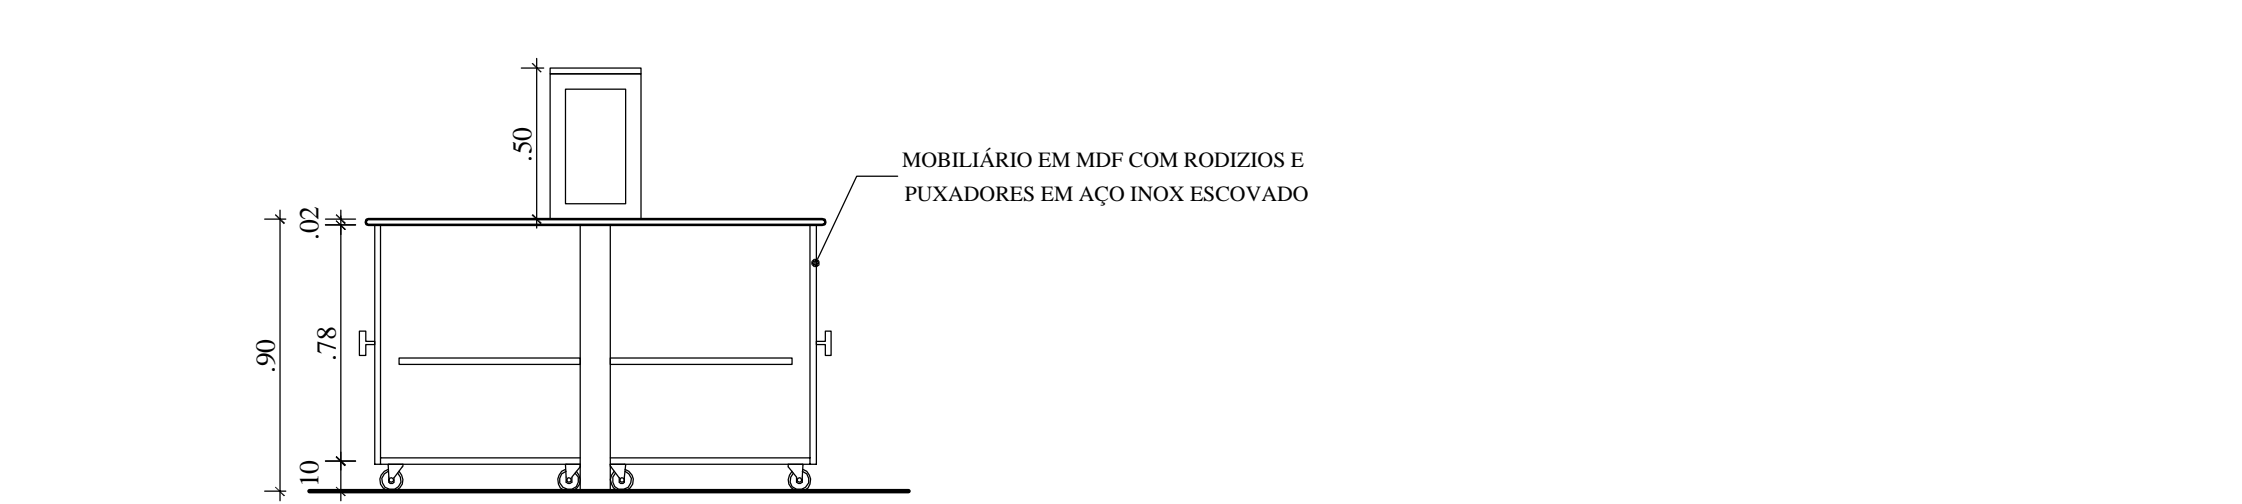 .50
MOBILIÁRIO EM MDF COM RODIZIOS E
PUXADORES EM AÇO INOX ESCOVADO
.02
.78
.90
10